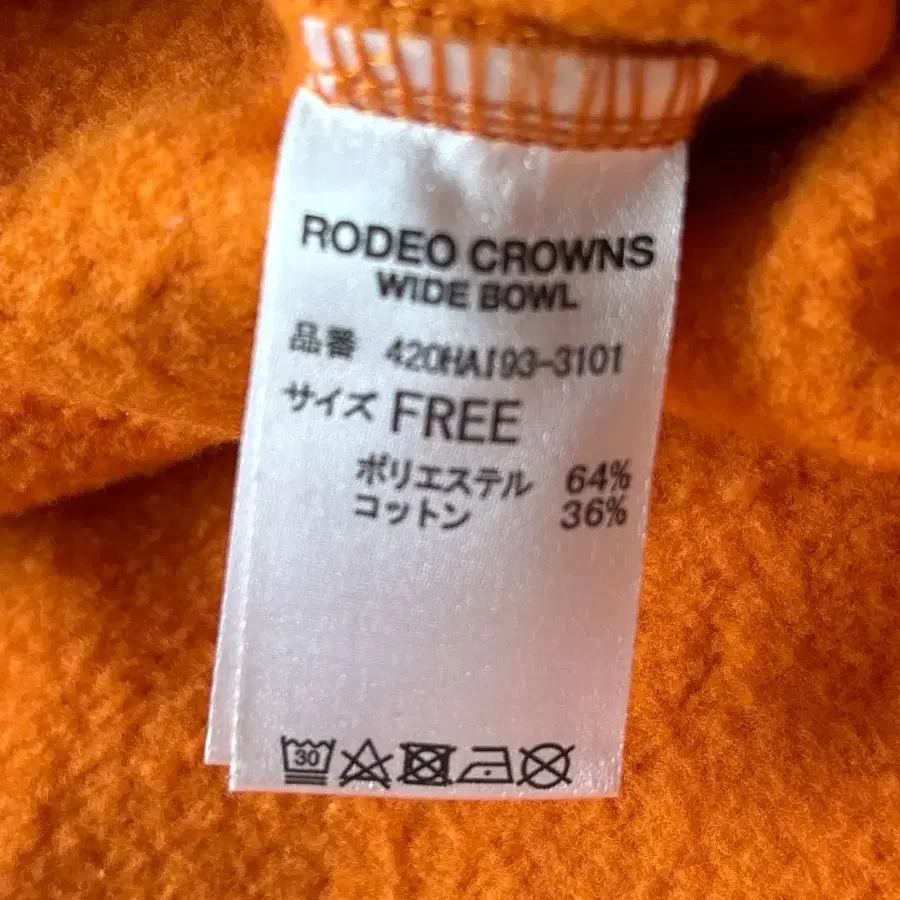 RODEO CROWNS
WIDE BOWL
品番 420HAI93-3101
サイズ FREE
ポリエステル 64%
コットン 36%
30